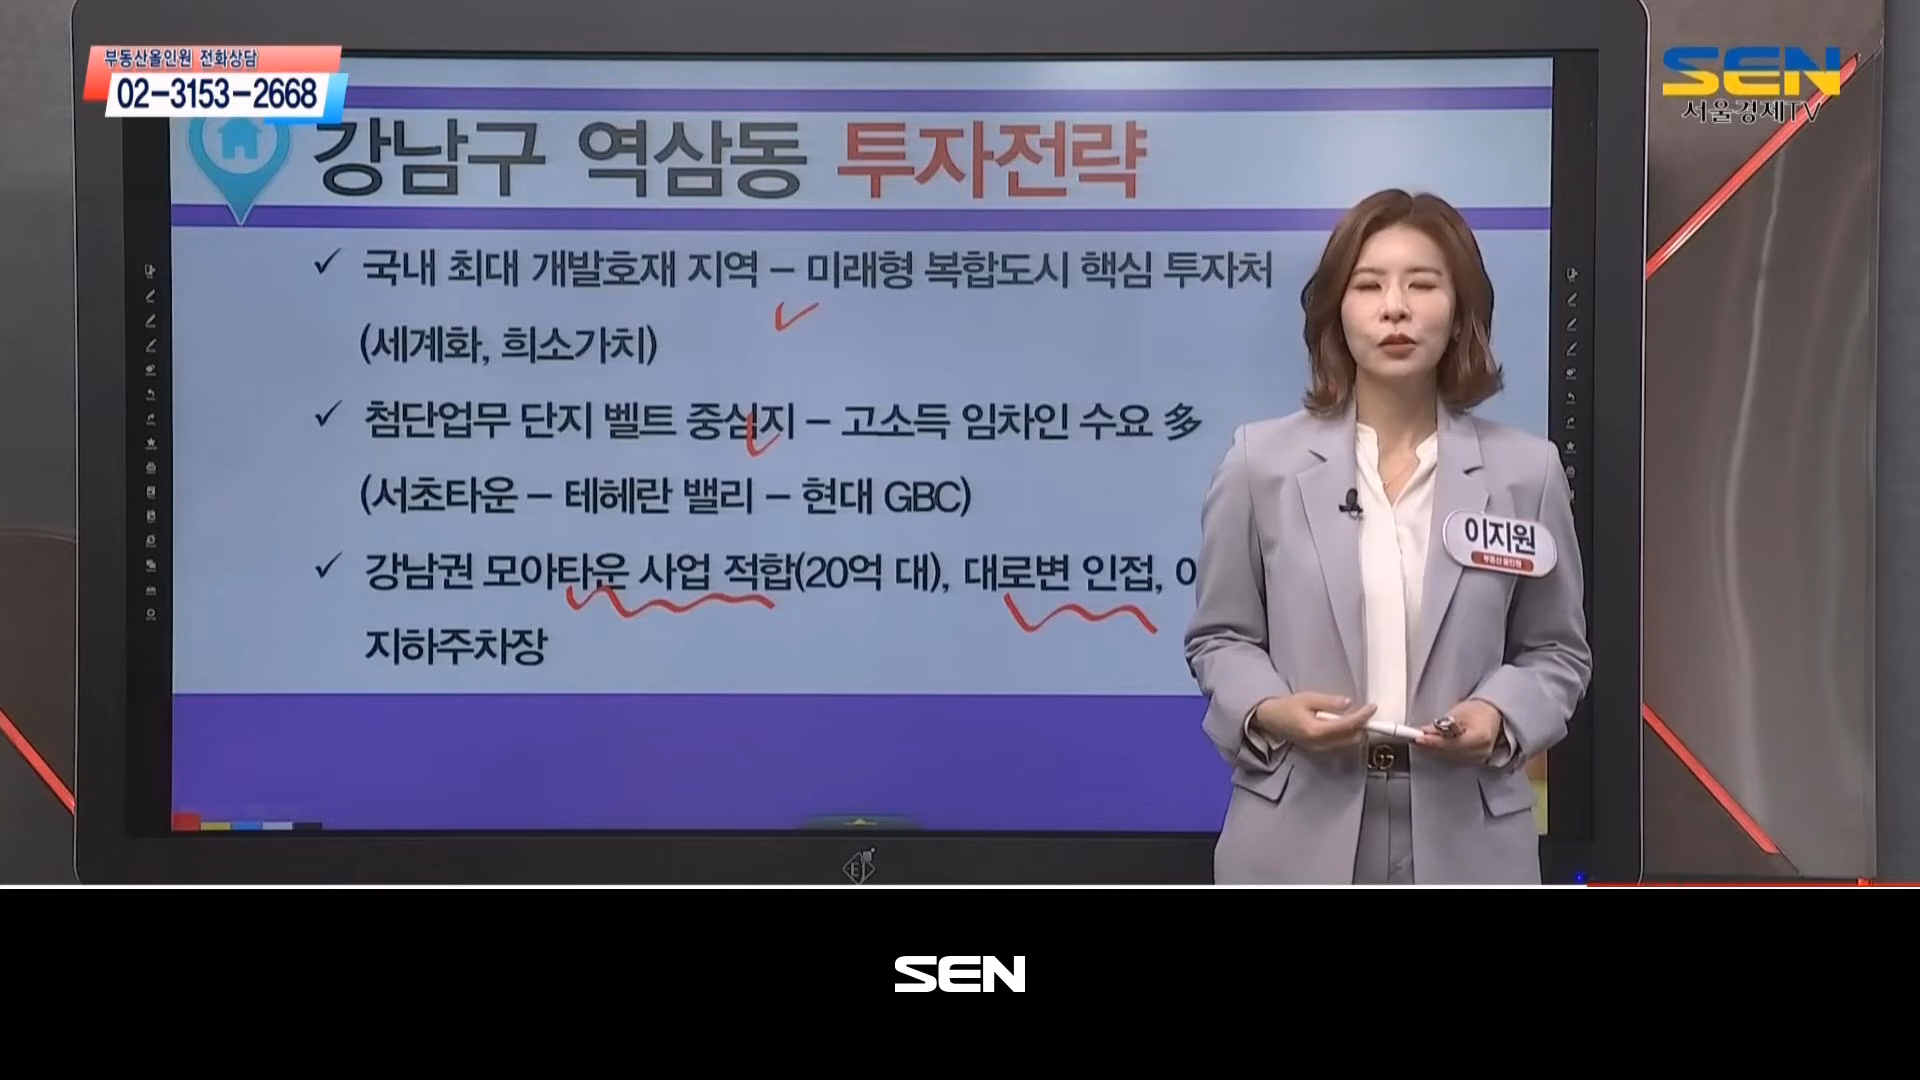 부동산올인원 전화상담
02-3153-2668
SEN
서울경제TV
강남구 역삼동 투자전략
✓ 국내 최대 개발호재 지역 – 미래형 복합도시 핵심 투자처
(세계화, 희소가치)
✓ 첨단업무 단지 벨트 중심지 – 고소득 임차인 수요 多
(서초타운 – 테헤란 밸리 – 현대 GBC)
✓ 강남권 모아타운 사업 적합(20억 대), 대로변 인접,
지하주차장
이지원
부동산올인원
SEN